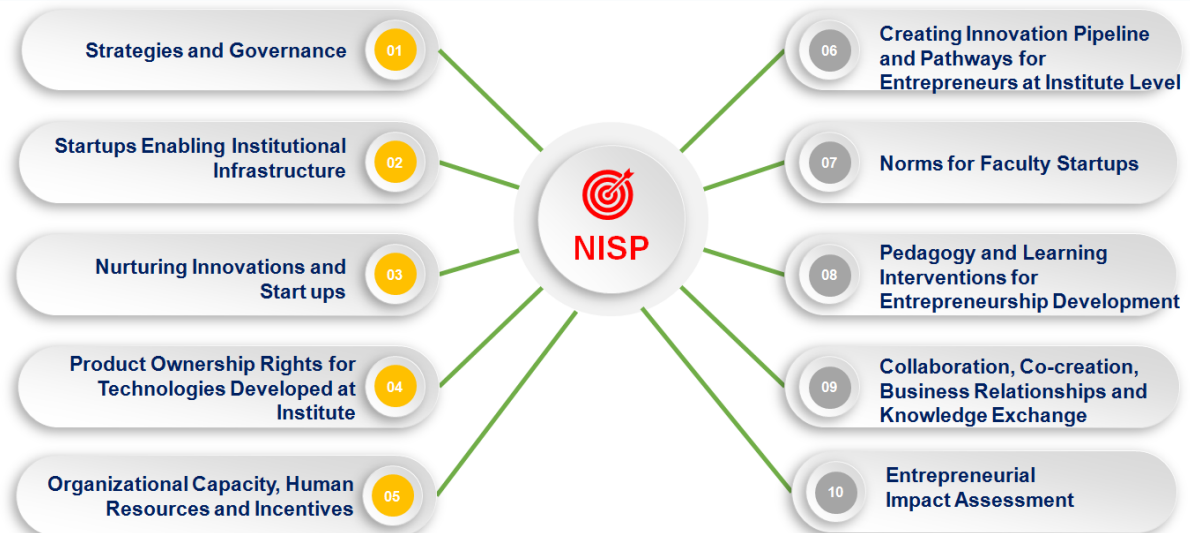 01
Strategies and Governance
02
Startups Enabling Institutional
Infrastructure
03
Nurturing Innovations and
Start ups
04
Product Ownership Rights for
Technologies Developed at
Institute
05
Organizational Capacity, Human
Resources and Incentives
NISP
06
Creating Innovation Pipeline
and Pathways for
Entrepreneurs at Institute Level
07
Norms for Faculty Startups
08
Pedagogy and Learning
Interventions for
Entrepreneurship Development
09
Collaboration, Co-creation,
Business Relationships and
Knowledge Exchange
10
Entrepreneurial
Impact Assessment